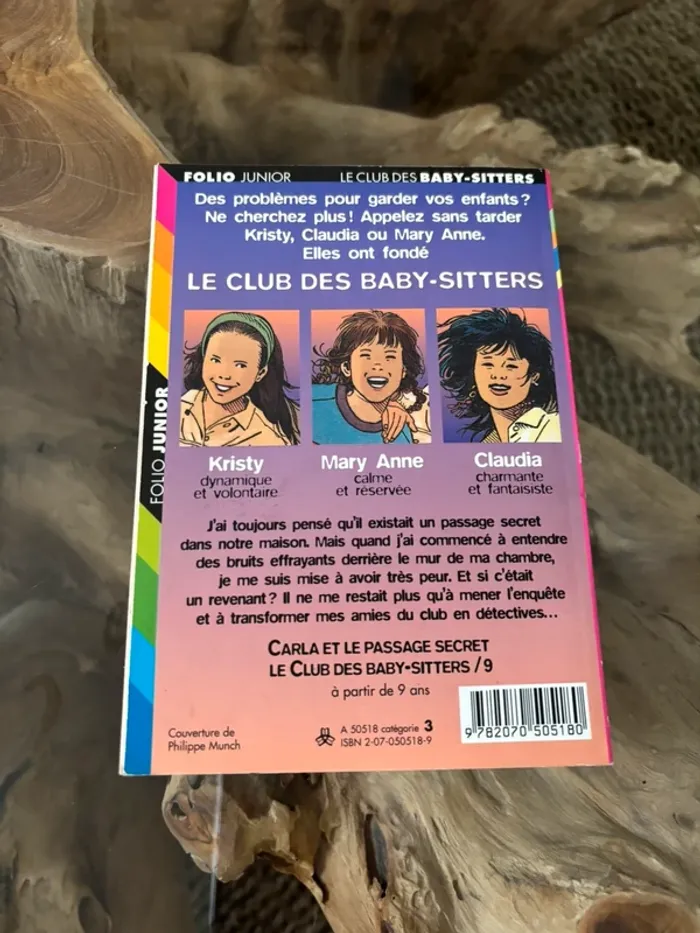 FOLIO JUNIOR LE CLUB DES BABY-SITTERS
Des problèmes pour garder vos enfants ?
Ne cherchez plus ! Appelez sans tarder
Kristy, Claudia ou Mary Anne.
Elles ont fondé
LE CLUB DES BABY-SITTERS
FOLIO JUNIOR
Kristy
dynamique
et volontaire
Mary Anne
calme
et réservée
Claudia
charmante
et fantaisiste
J'ai toujours pensé qu'il existait un passage secret
dans notre maison. Mais quand j'ai commencé à entendre
des bruits effrayants derrière le mur de ma chambre,
je me suis mise à avoir très peur. Et si c'était
un revenant ? Il ne me restait plus qu'à mener l'enquête
et à transformer mes amies du club en détectives...
CARLA ET LE PASSAGE SECRET
LE CLUB DES BABY-SITTERS / 9
à partir de 9 ans
Couverture de
Philippe Munch
A 50518 catégorie 3
ISBN 2-07-050518-9
9 782070 505180